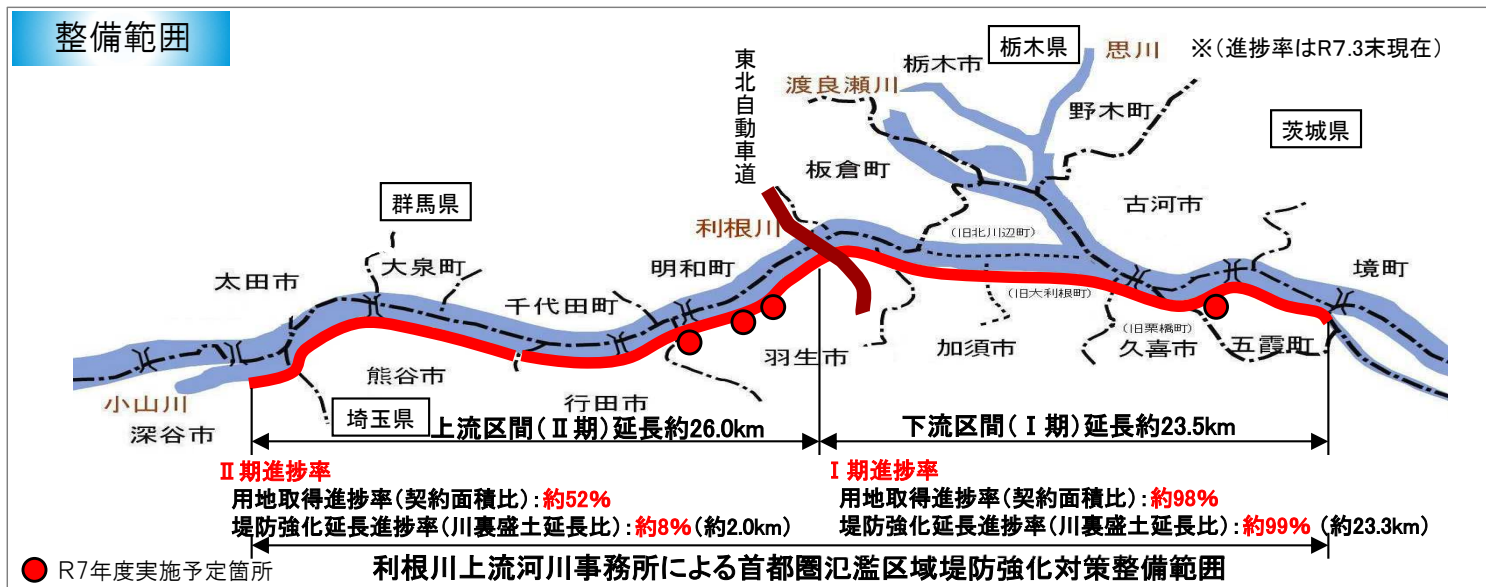 整備範囲
※(進捗率はR7.3末現在)
栃木県
思川
栃木市
東北自動車道
渡良瀬川
野木町
茨城県
板倉町
群馬県
古河市
利根川
(旧北川辺町)
太田市
大泉町
明和町
境町
千代田町
(旧大利根町)
(旧栗橋町)
羽生市
加須市
久喜市
五霞町
熊谷市
行田市
小山川
埼玉県
深谷市
上流区間(Ⅱ期)延長約26.0km
下流区間(Ⅰ期)延長約23.5km
Ⅱ期進捗率
用地取得進捗率(契約面積比):約52%
堤防強化延長進捗率(川裏盛土延長比):約8%(約2.0km)
Ⅰ期進捗率
用地取得進捗率(契約面積比):約98%
堤防強化延長進捗率(川裏盛土延長比):約99% (約23.3km)
R7年度実施予定箇所
利根川上流河川事務所による首都圏氾濫区域堤防強化対策整備範囲